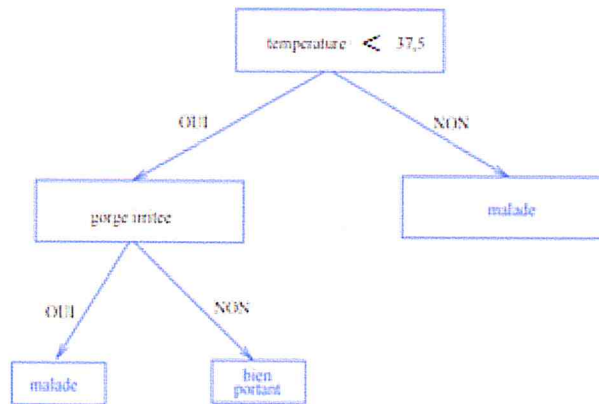 temperature < 37,5
OUI
NON
gorge irritee
malade
OUI
NON
malade
bien
portant